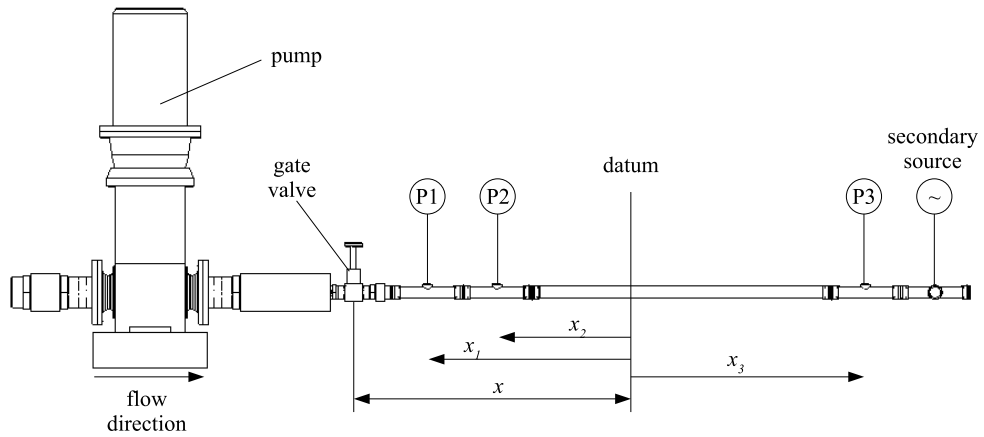 pump
secondary
source
gate
valve
datum
P1
P2
P3
~
x2
x1
x3
x
flow
direction